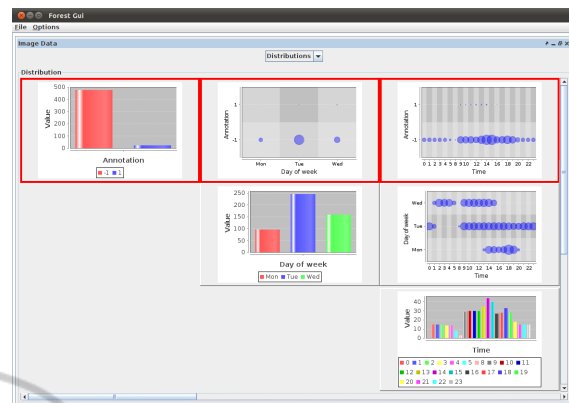 Forest Gui
File Options
Image Data
Distributions
Distribution
500
400
300
200
100
0
Value
Annotation
-1 1
Annotation
1
-1
Mon Tue Wed
Day of week
Annotation
1
-1
0 1 2 3 4 5 8 9 10 12 14 16 18 20 22
Time
250
200
150
100
50
0
Value
Day of week
Mon Tue Wed
Day of week
Wed
Tue
Mon
0 1 2 3 4 5 8 9 10 12 14 16 18 20 22
Time
40
30
20
10
0
Value
Time
0 1 2 3 4 5 8 9 10 11
12 13 14 15 16 17 18 19
20 21 22 23